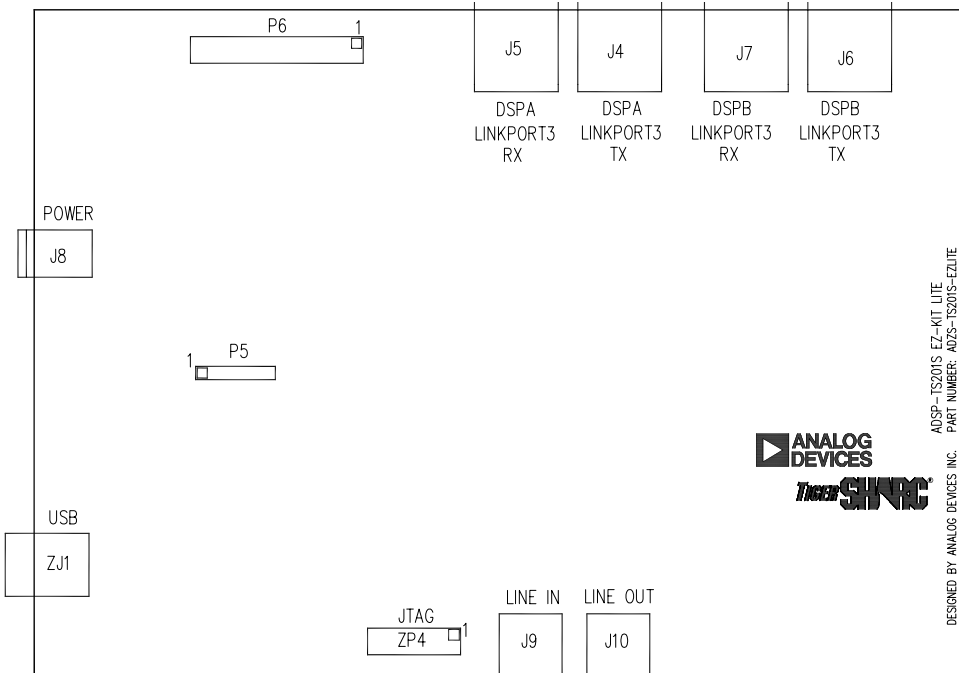 P6
1
J5
J4
J7
J6
DSPA
LINKPORT3
RX
DSPA
LINKPORT3
TX
DSPB
LINKPORT3
RX
DSPB
LINKPORT3
TX
POWER
J8
1
P5
ADSP-TS201S EZ-KIT LITE
DESIGNED BY ANALOG DEVICES INC. PART NUMBER: ADZS-TS201S-EZLITE
ANALOG
DEVICES
TIGER SHARC®
USB
ZJ1
JTAG
ZP4
1
LINE IN
J9
LINE OUT
J10